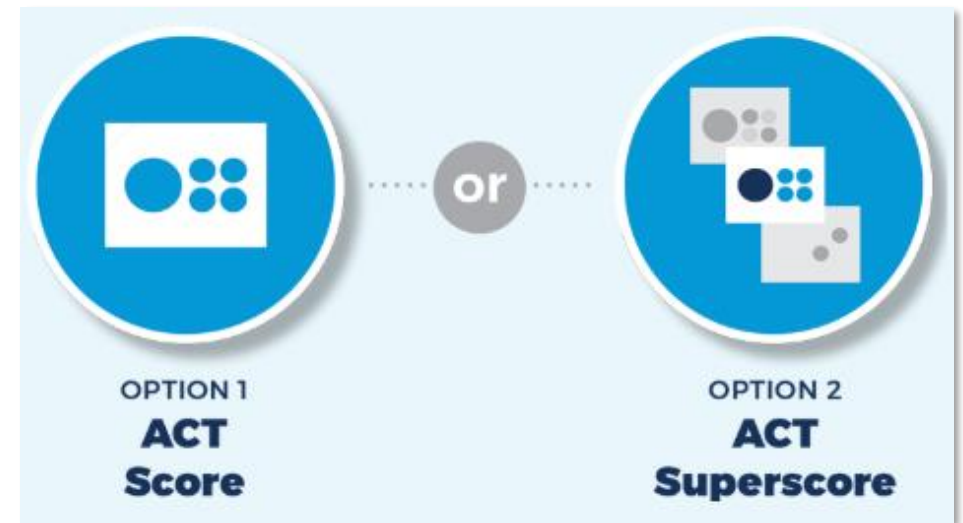 or
OPTION 1
ACT
Score
OPTION 2
ACT
Superscore